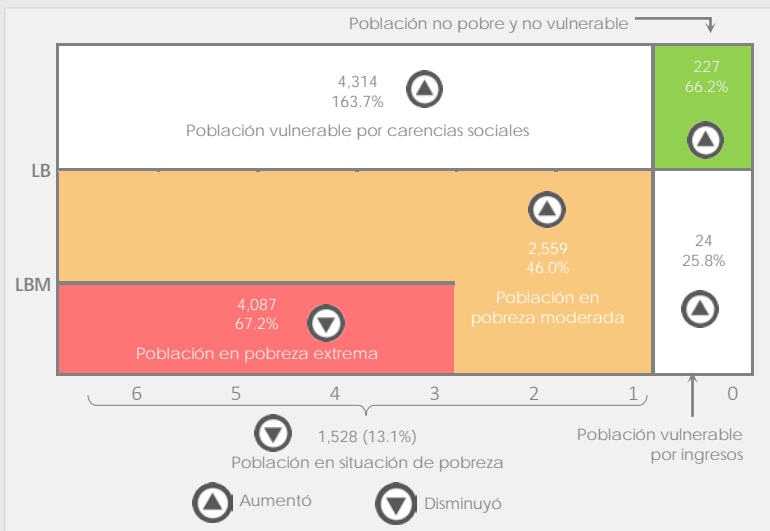 Población no pobre y no vulnerable
4,314
163.7%
Población vulnerable por carencias sociales
227
66.2%
LB
2,559
46.0%
Población en
pobreza moderada
24
25.8%
LBM
4,087
67.2%
Población en pobreza extrema
6 5 4 3 2 1 0
1,528 (13.1%)
Población en situación de pobreza
Población vulnerable
por ingresos
Aumentó
Disminuyó